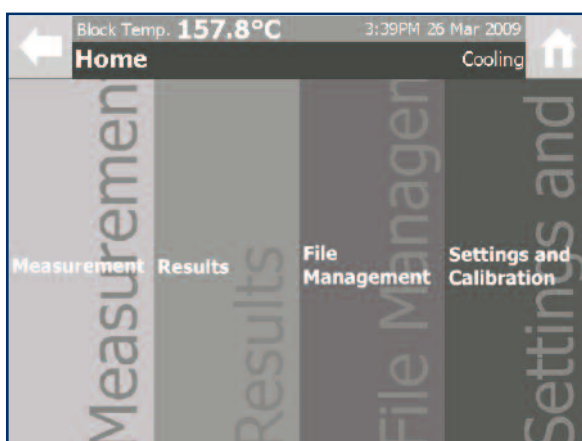 Block Temp. 157.8°C 3:39PM 26 Mar 2009
Home Cooling
Measurement
Results
File
Management
Settings and
Calibration
Measuremen
Results
File Managen
Settings and